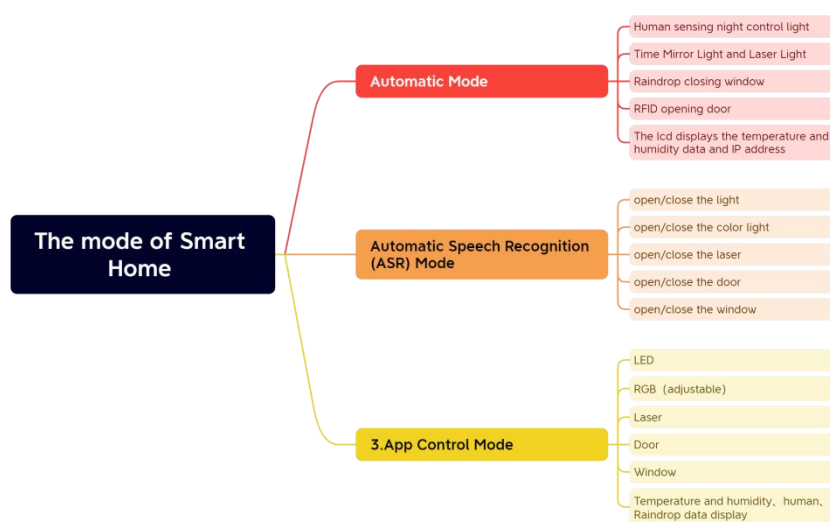 The mode of Smart
Home
Automatic Mode
Human sensing night control light
Time Mirror Light and Laser Light
Raindrop closing window
RFID opening door
The lcd displays the temperature and
humidity data and IP address
Automatic Speech Recognition
(ASR) Mode
open/close the light
open/close the color light
open/close the laser
open/close the door
open/close the window
3.App Control Mode
LED
RGB（adjustable）
Laser
Door
Window
Temperature and humidity、human、
Raindrop data display